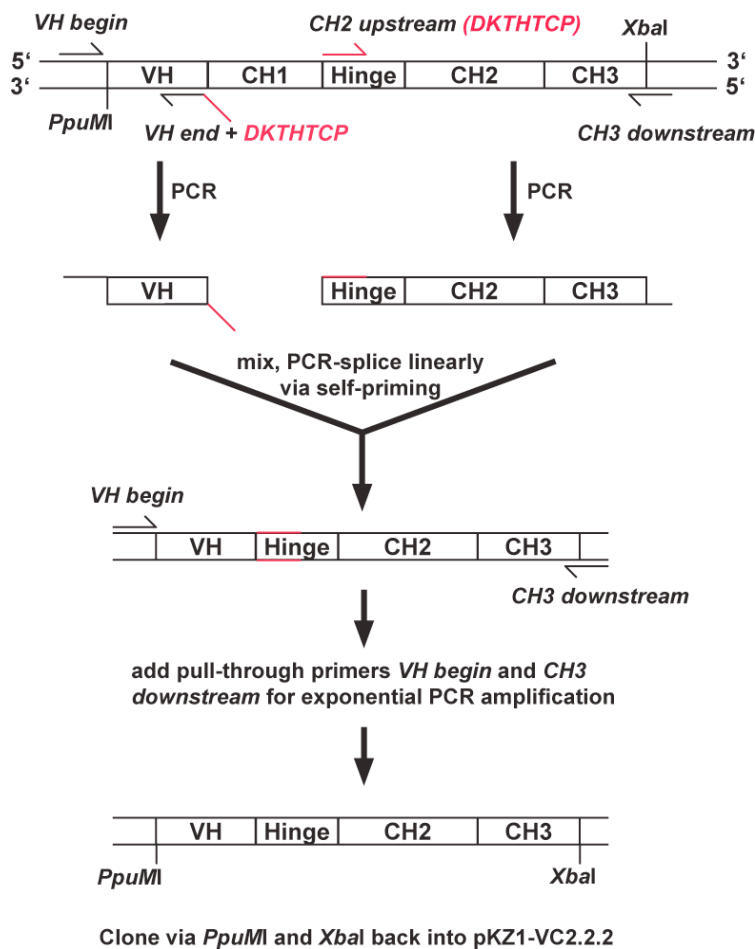 VH begin
CH2 upstream (DKTHTCP)
XbaI
5‘
3‘
3‘
5‘
VH
CH1
Hinge
CH2
CH3
PpuMI
VH end + DKTHTCP
CH3 downstream
PCR
PCR
VH
Hinge
CH2
CH3
mix, PCR-splice linearly
via self-priming
VH begin
VH
Hinge
CH2
CH3
CH3 downstream
add pull-through primers VH begin and CH3
downstream for exponential PCR amplification
VH
Hinge
CH2
CH3
PpuMI
XbaI
Clone via PpuMI and XbaI back into pKZ1-VC2.2.2